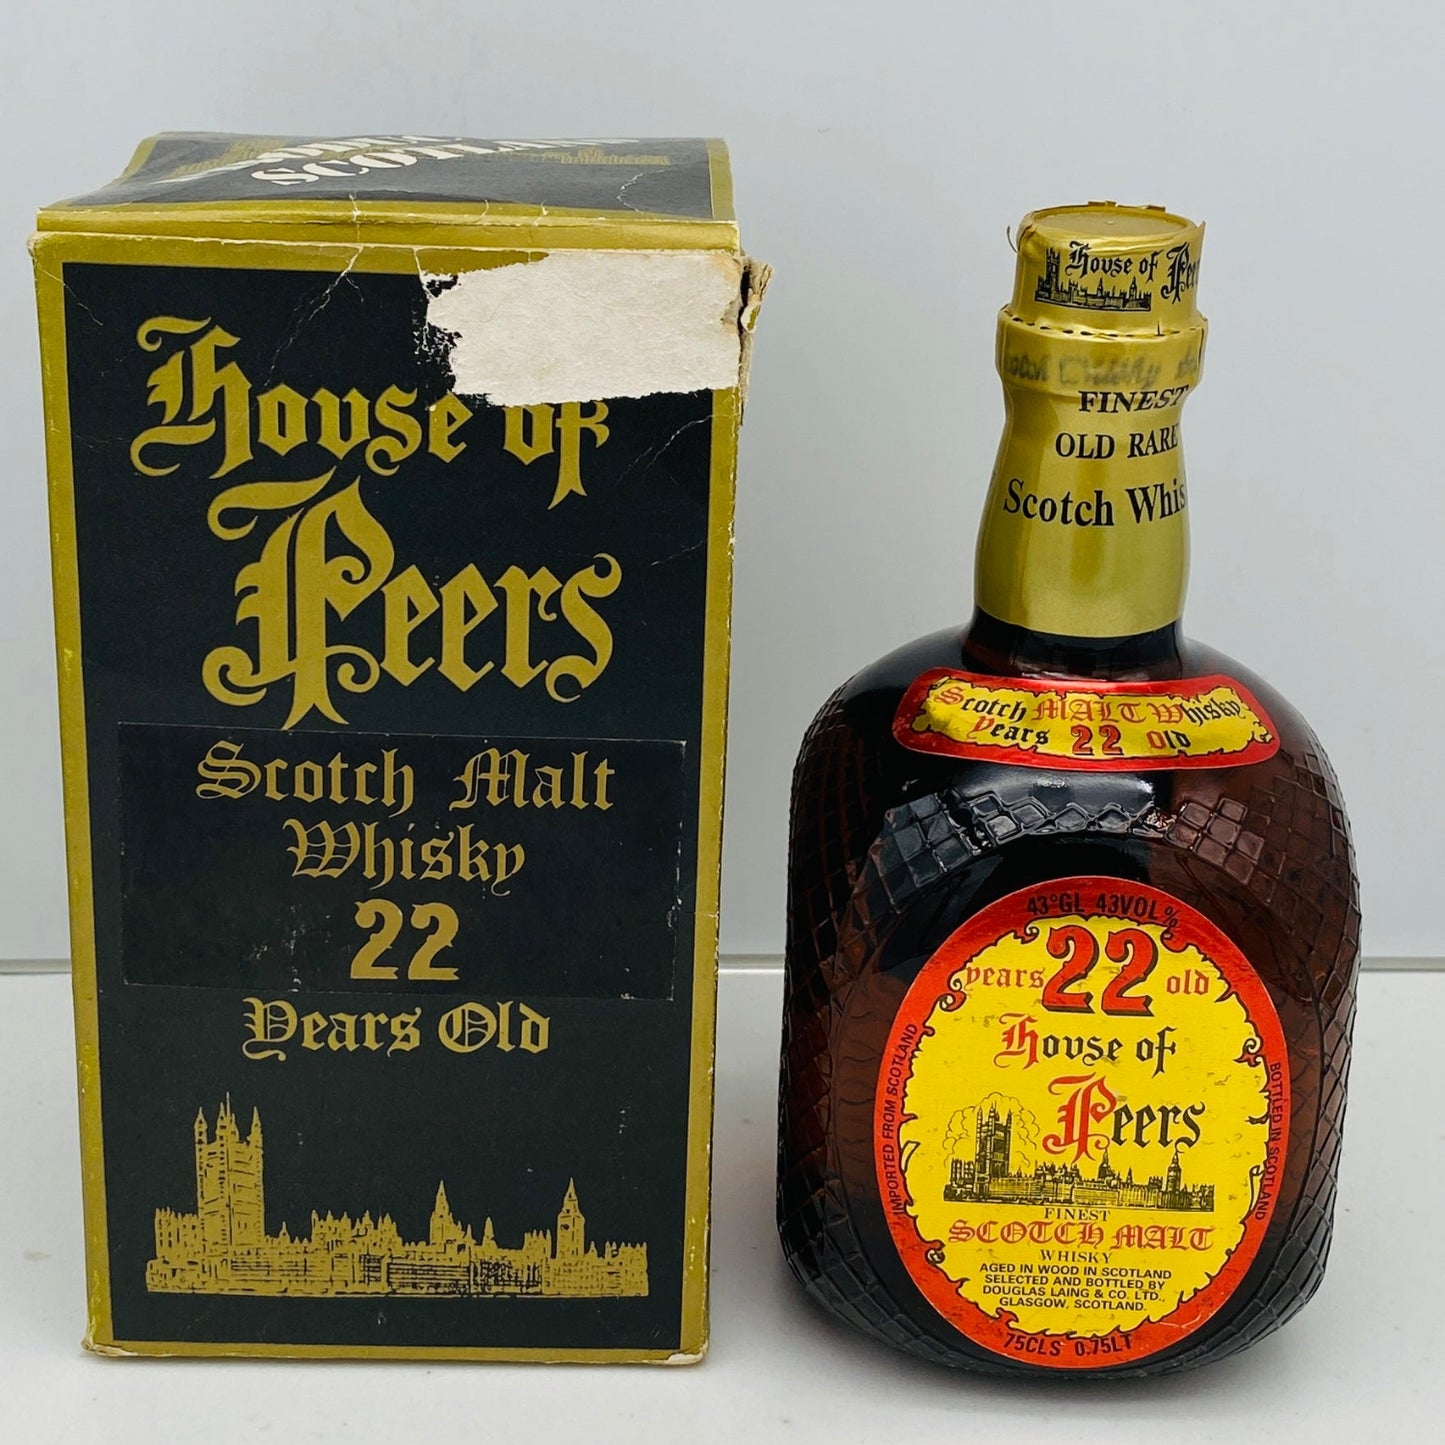 SCOTLAND
House of
Peers
Scotch Malt
Whisky
22
Years Old
House of Peers
FINEST
OLD RARE
Scotch Whis
Scotch MALT Whisky
Years 22 Old
43°GL 43VOL%
years 22 old
House of
Peers
IMPORTED FROM SCOTLAND
BOTTLED IN SCOTLAND
FINEST
SCOTCH MALT
WHISKY
AGED IN WOOD IN SCOTLAND
SELECTED AND BOTTLED BY
DOUGLAS LAING & CO. LTD.,
GLASGOW, SCOTLAND.
75CLS 0.75LT